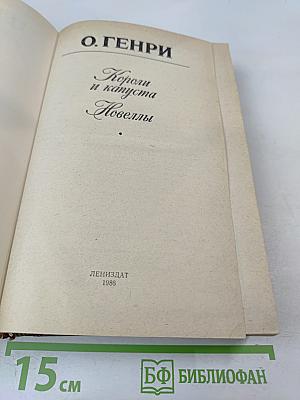 О. ГЕНРИ
Короли
и капуста
Новеллы
ЛЕНИЗДАТ
1986
15 см
БФ БИБЛИОФАН